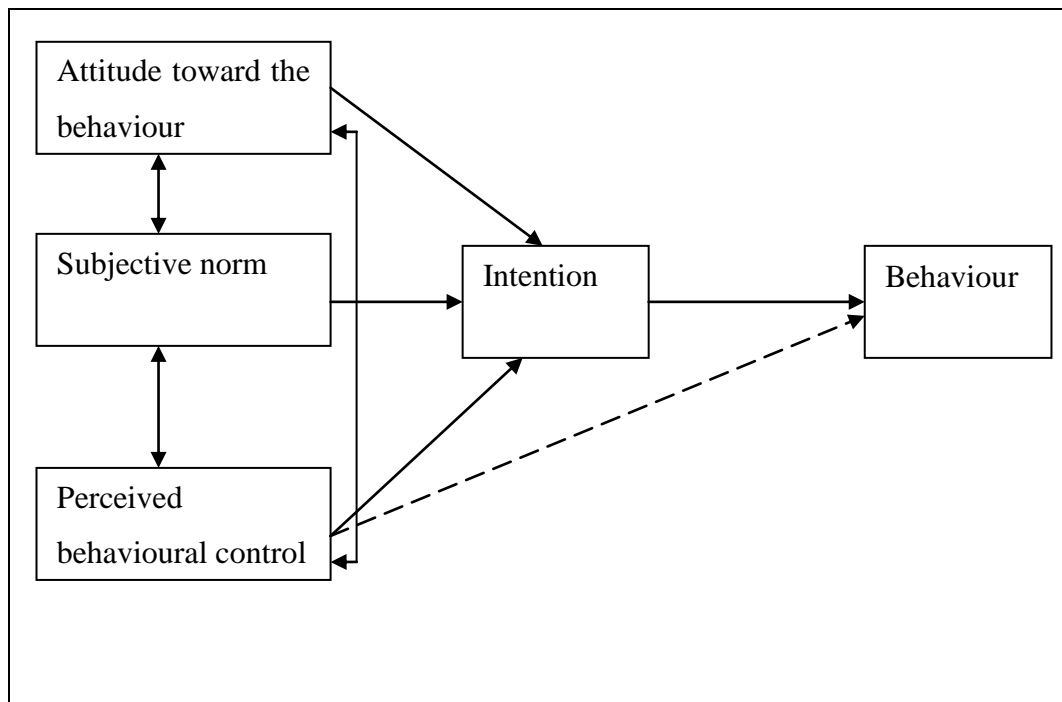 Attitude toward the
behaviour
Subjective norm
Intention
Behaviour
Perceived
behavioural control